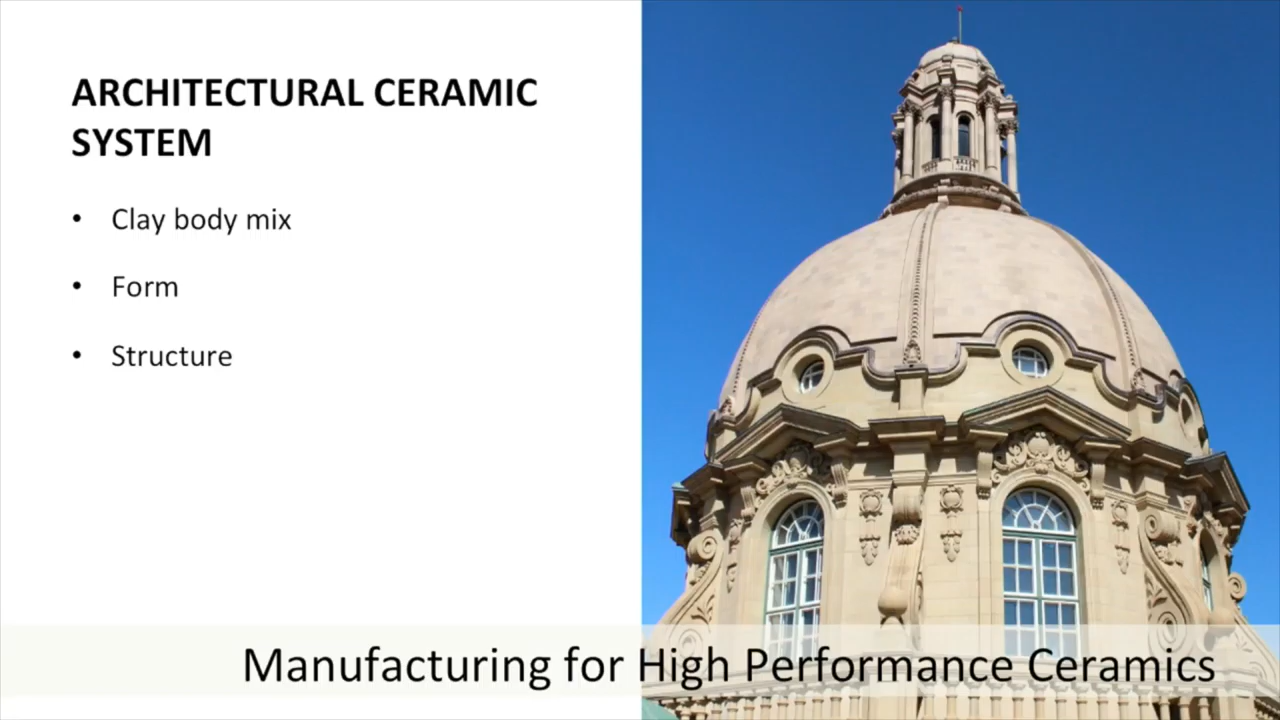 ARCHITECTURAL CERAMIC
SYSTEM
• Clay body mix
• Form
• Structure
Manufacturing for High Performance Ceramics